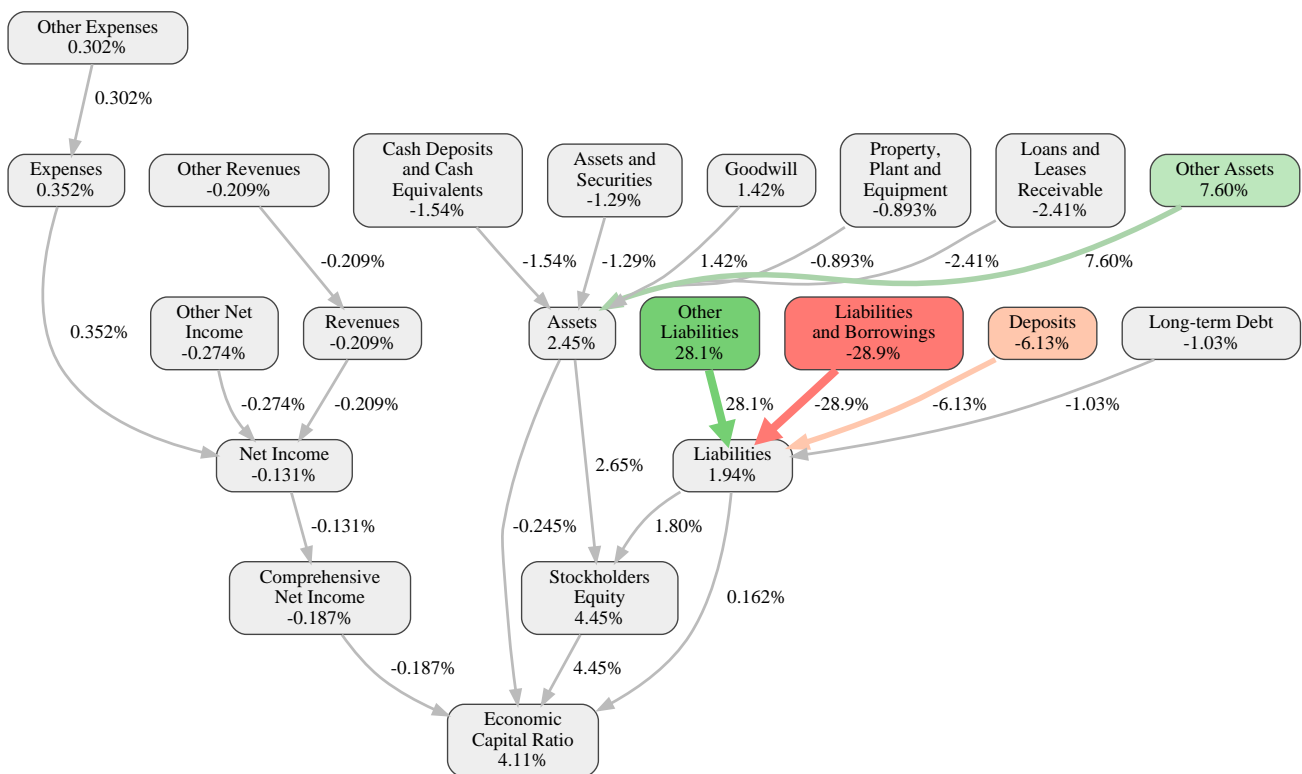 Other Expenses
0.302%
0.302%
Expenses
0.352%
Other Revenues
-0.209%
Cash Deposits
and Cash
Equivalents
-1.54%
Assets and
Securities
-1.29%
Goodwill
1.42%
Property,
Plant and
Equipment
-0.893%
Loans and
Leases
Receivable
-2.41%
Other Assets
7.60%
-0.209%
-1.54%
-1.29%
1.42%
-0.893%
-2.41%
7.60%
0.352%
Other Net
Income
-0.274%
Revenues
-0.209%
Assets
2.45%
Other
Liabilities
28.1%
Liabilities
and Borrowings
-28.9%
Deposits
-6.13%
Long-term Debt
-1.03%
-0.274%
-0.209%
28.1%
-28.9%
-6.13%
-1.03%
Net Income
-0.131%
2.65%
Liabilities
1.94%
-0.131%
-0.245%
1.80%
Comprehensive
Net Income
-0.187%
Stockholders
Equity
4.45%
0.162%
-0.187%
4.45%
Economic
Capital Ratio
4.11%